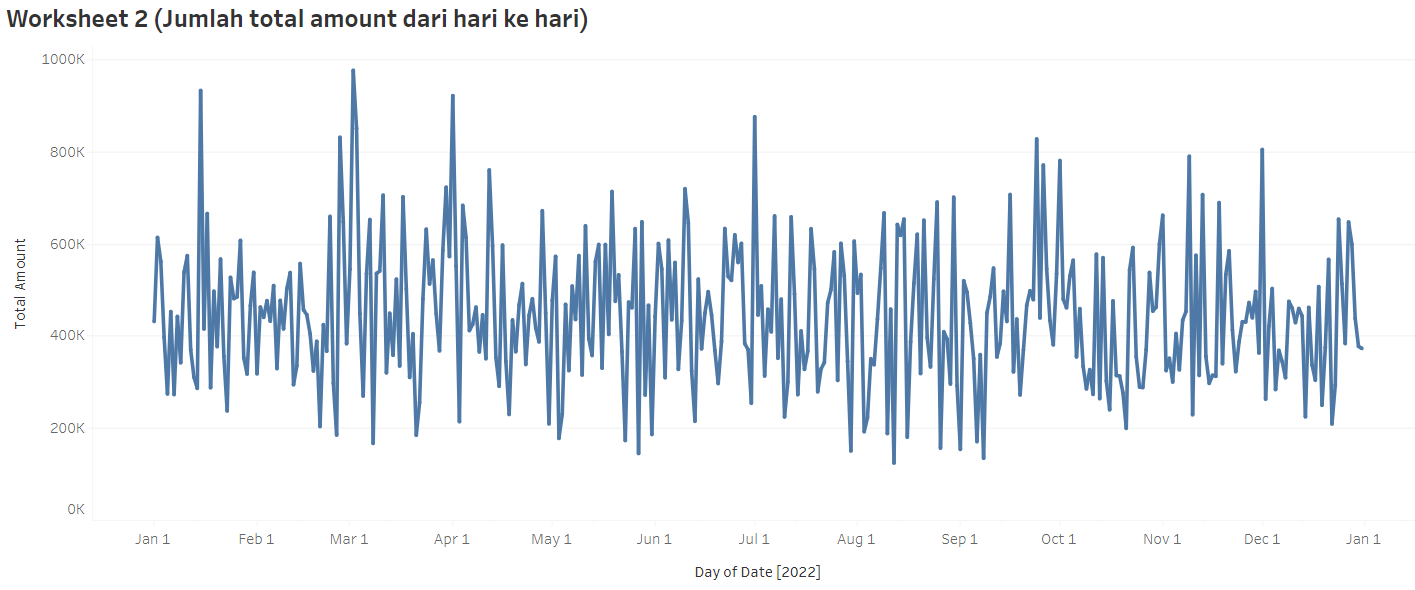 Worksheet 2 (Jumlah total amount dari hari ke hari)
1000K
800K
600K
400K
200K
0K
Total Amount
Jan 1 Feb 1 Mar 1 Apr 1 May 1 Jun 1 Jul 1 Aug 1 Sep 1 Oct 1 Nov 1 Dec 1 Jan 1
Day of Date [2022]